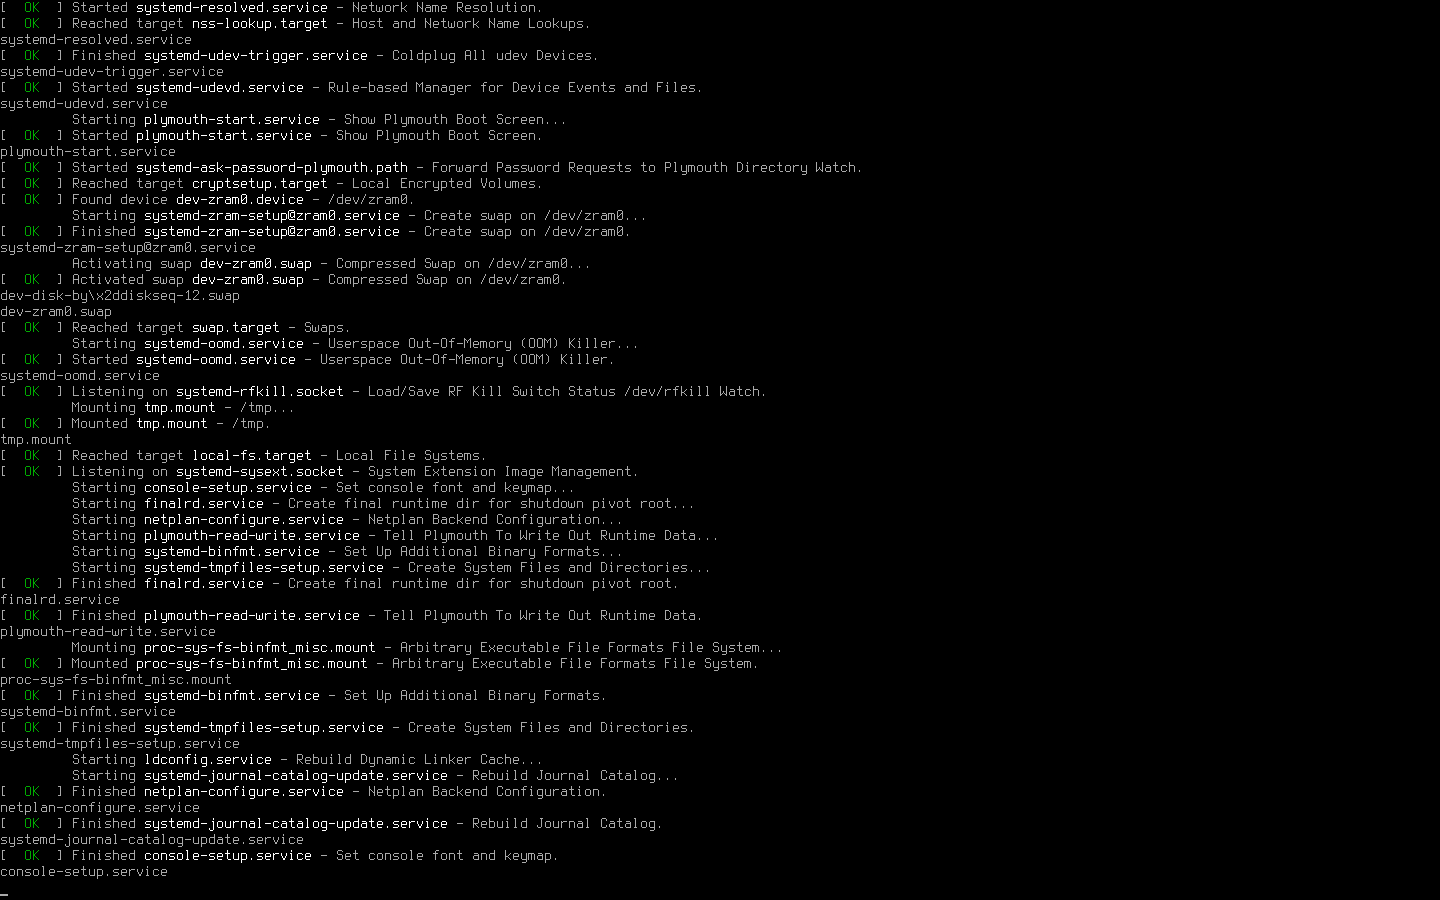 [  OK  ] Started systemd-resolved.service - Network Name Resolution.
[  OK  ] Reached target nss-lookup.target - Host and Network Name Lookups.
systemd-resolved.service
[  OK  ] Finished systemd-udev-trigger.service - Coldplug All udev Devices.
systemd-udev-trigger.service
[  OK  ] Started systemd-udevd.service - Rule-based Manager for Device Events and Files.
systemd-udevd.service
         Starting plymouth-start.service - Show Plymouth Boot Screen...
[  OK  ] Started plymouth-start.service - Show Plymouth Boot Screen.
plymouth-start.service
[  OK  ] Started systemd-ask-password-plymouth.path - Forward Password Requests to Plymouth Directory Watch.
[  OK  ] Reached target cryptsetup.target - Local Encrypted Volumes.
[  OK  ] Found device dev-zram0.device - /dev/zram0.
         Starting systemd-zram-setup@zram0.service - Create swap on /dev/zram0...
[  OK  ] Finished systemd-zram-setup@zram0.service - Create swap on /dev/zram0.
systemd-zram-setup@zram0.service
         Activating swap dev-zram0.swap - Compressed Swap on /dev/zram0...
[  OK  ] Activated swap dev-zram0.swap - Compressed Swap on /dev/zram0.
dev-disk-by\x2ddiskseq-12.swap
dev-zram0.swap
[  OK  ] Reached target swap.target - Swaps.
         Starting systemd-oomd.service - Userspace Out-Of-Memory (OOM) Killer...
[  OK  ] Started systemd-oomd.service - Userspace Out-Of-Memory (OOM) Killer.
systemd-oomd.service
[  OK  ] Listening on systemd-rfkill.socket - Load/Save RF Kill Switch Status /dev/rfkill Watch.
         Mounting tmp.mount - /tmp...
[  OK  ] Mounted tmp.mount - /tmp.
tmp.mount
[  OK  ] Reached target local-fs.target - Local File Systems.
[  OK  ] Listening on systemd-sysext.socket - System Extension Image Management.
         Starting console-setup.service - Set console font and keymap...
         Starting finalrd.service - Create final runtime dir for shutdown pivot root...
         Starting netplan-configure.service - Netplan Backend Configuration...
         Starting plymouth-read-write.service - Tell Plymouth To Write Out Runtime Data...
         Starting systemd-binfmt.service - Set Up Additional Binary Formats...
         Starting systemd-tmpfiles-setup.service - Create System Files and Directories...
[  OK  ] Finished finalrd.service - Create final runtime dir for shutdown pivot root.
finalrd.service
[  OK  ] Finished plymouth-read-write.service - Tell Plymouth To Write Out Runtime Data.
plymouth-read-write.service
         Mounting proc-sys-fs-binfmt_misc.mount - Arbitrary Executable File Formats File System...
[  OK  ] Mounted proc-sys-fs-binfmt_misc.mount - Arbitrary Executable File Formats File System.
proc-sys-fs-binfmt_misc.mount
[  OK  ] Finished systemd-binfmt.service - Set Up Additional Binary Formats.
systemd-binfmt.service
[  OK  ] Finished systemd-tmpfiles-setup.service - Create System Files and Directories.
systemd-tmpfiles-setup.service
         Starting ldconfig.service - Rebuild Dynamic Linker Cache...
         Starting systemd-journal-catalog-update.service - Rebuild Journal Catalog...
[  OK  ] Finished netplan-configure.service - Netplan Backend Configuration.
netplan-configure.service
[  OK  ] Finished systemd-journal-catalog-update.service - Rebuild Journal Catalog.
systemd-journal-catalog-update.service
[  OK  ] Finished console-setup.service - Set console font and keymap.
console-setup.service